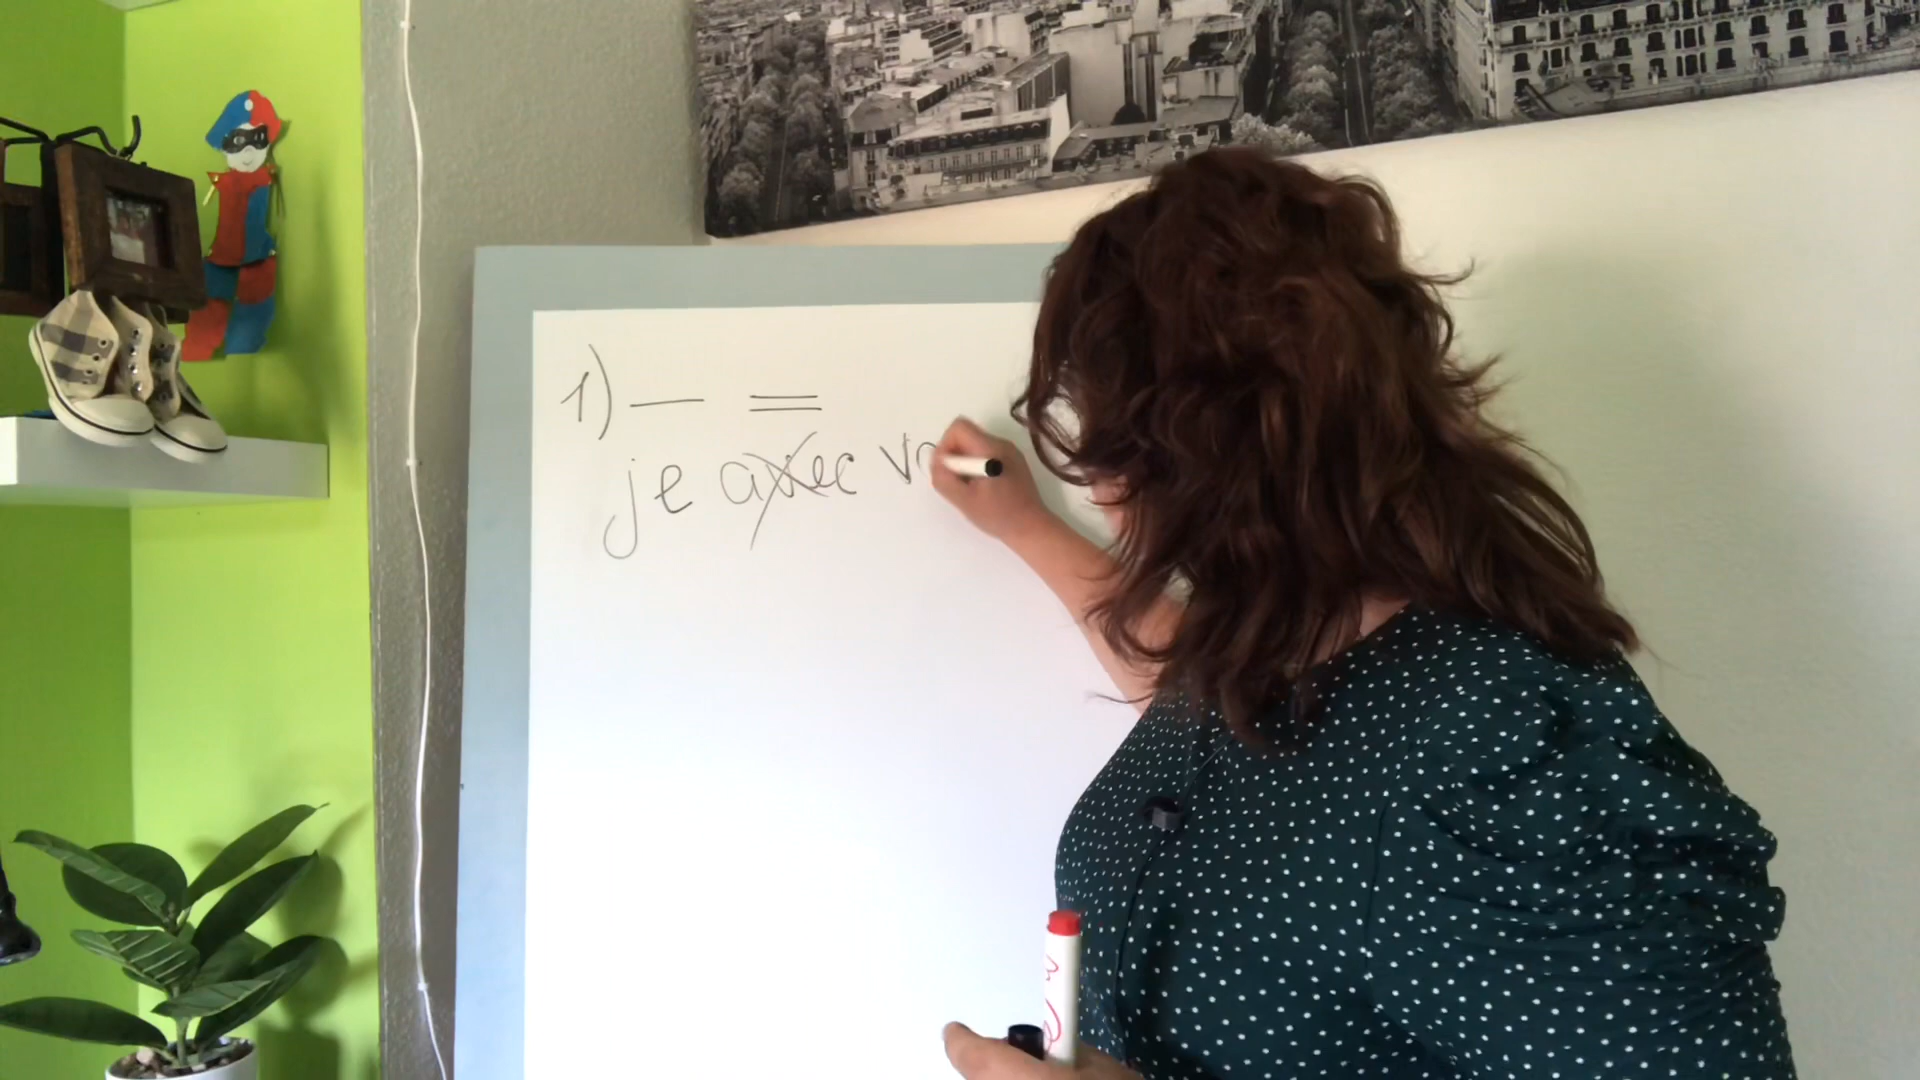 1) — =
je avec